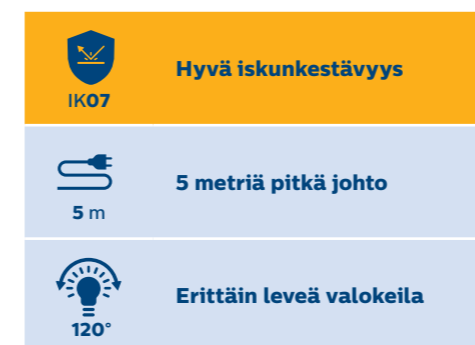 IK07
Hyvä iskunkestävyys
5 m
5 metriä pitkä johto
120°
Erittäin leveä valokeila